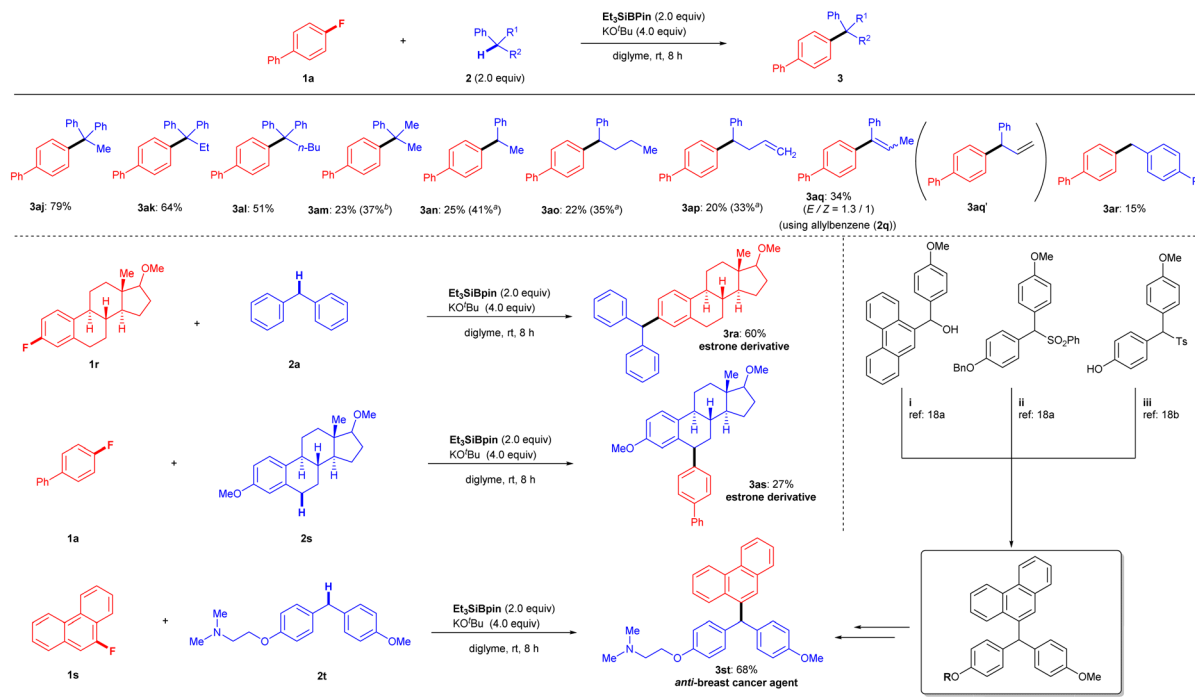 F
Ph
1a
+
Ph R¹
H R²
2 (2.0 equiv)
Et₃SiBPin (2.0 equiv)
KOᵗBu (4.0 equiv)
diglyme, rt, 8 h
Ph R¹
R²
Ph
3
Ph Ph
Me
Ph
3aj: 79%
Ph Ph
Et
Ph
3ak: 64%
Ph Ph
n-Bu
Ph
3al: 51%
Ph Me
Me
Ph
3am: 23% (37%ᵇ)
Ph
Me
Ph
3an: 25% (41%ᵃ)
Ph
Me
Ph
3ao: 22% (35%ᵃ)
Ph
CH₂
Ph
3ap: 20% (33%ᵃ)
Ph
Me
Ph
3aq: 34%
(E / Z = 1.3 / 1)
(using allylbenzene (2q))
Ph
Ph
3aq'
Ph
3ar: 15%
Me OMe
H
H H
F
1r
+
H
2a
Et₃SiBpin (2.0 equiv)
KOᵗBu (4.0 equiv)
diglyme, rt, 8 h
Me OMe
H
H H
3ra: 60%
estrone derivative
F
Ph
1a
+
Me OMe
H
H H
MeO
H
2s
Et₃SiBpin (2.0 equiv)
KOᵗBu (4.0 equiv)
diglyme, rt, 8 h
Me OMe
H
H H
MeO
Ph
3as: 27%
estrone derivative
F
1s
+
H
Me
N
Me
O
OMe
2t
Et₃SiBpin (2.0 equiv)
KOᵗBu (4.0 equiv)
diglyme, rt, 8 h
Me
N
Me
O
OMe
3st: 68%
anti-breast cancer agent
OMe
OH
i
ref: 18a
OMe
SO₂Ph
BnO
ii
ref: 18a
OMe
Ts
HO
iii
ref: 18b
RO
OMe